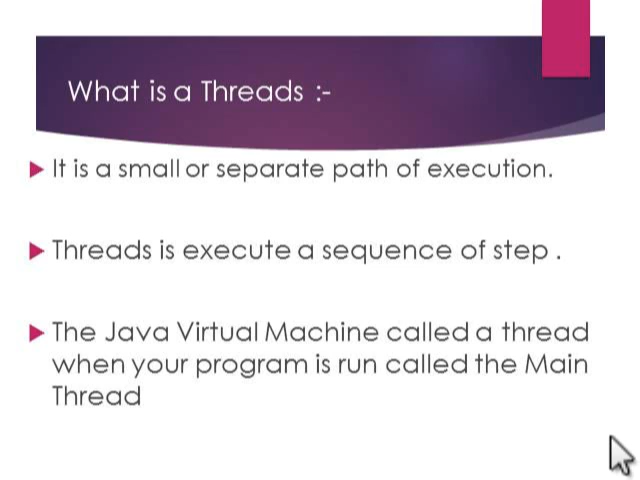 What is a Threads :-
It is a small or separate path of execution.
Threads is execute a sequence of step .
The Java Virtual Machine called a thread
when your program is run called the Main
Thread